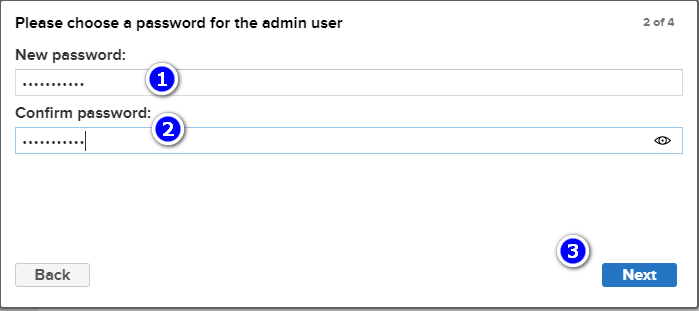 Please choose a password for the admin user 2 of 4
New password:
••••••••••• 1
Confirm password:
2
•••••••••••
3
Back Next